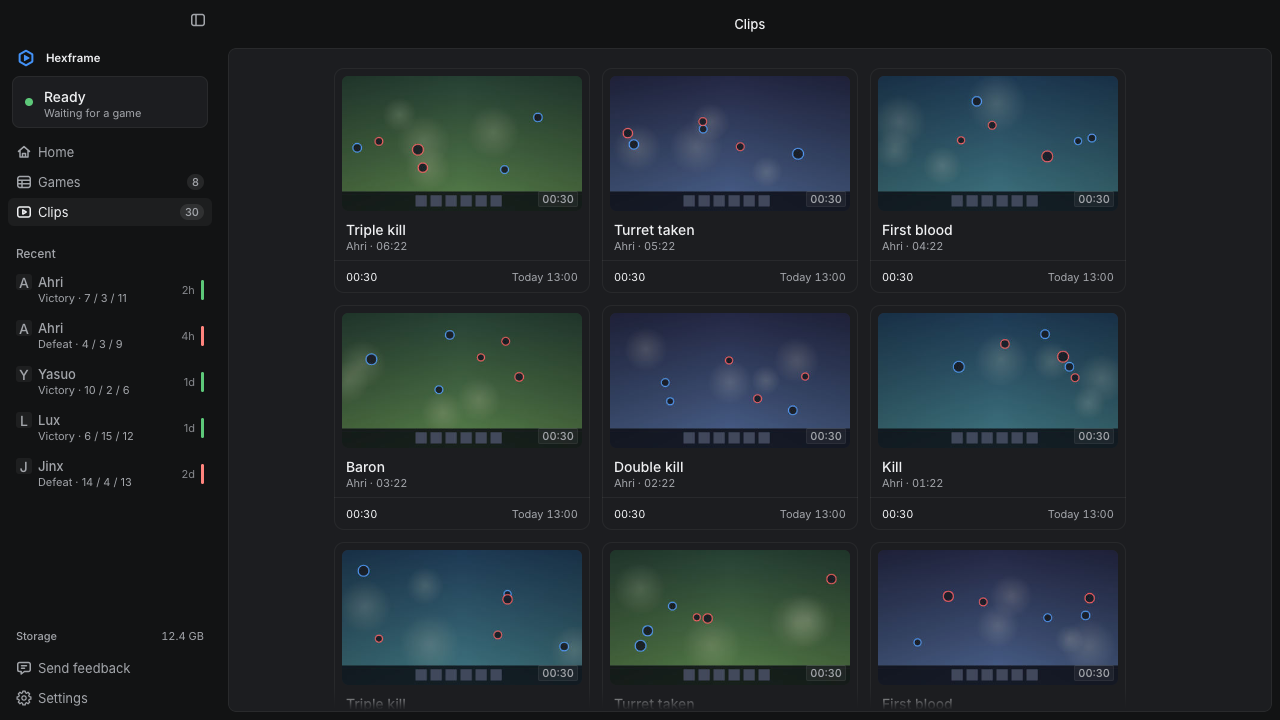 Clips
Hexframe
Ready
Waiting for a game
Home
Games 8
Clips 30
Recent
A Ahri 2h
Victory · 7 / 3 / 11
A Ahri 4h
Defeat · 4 / 3 / 9
Y Yasuo 1d
Victory · 10 / 2 / 6
L Lux 1d
Victory · 6 / 15 / 12
J Jinx 2d
Defeat · 14 / 4 / 13
Storage 12.4 GB
Send feedback
Settings
00:30
Triple kill
Ahri · 06:22
00:30 Today 13:00
00:30
Turret taken
Ahri · 05:22
00:30 Today 13:00
00:30
First blood
Ahri · 04:22
00:30 Today 13:00
00:30
Baron
Ahri · 03:22
00:30 Today 13:00
00:30
Double kill
Ahri · 02:22
00:30 Today 13:00
00:30
Kill
Ahri · 01:22
00:30 Today 13:00
00:30
Triple kill
00:30
Turret taken
00:30
First blood